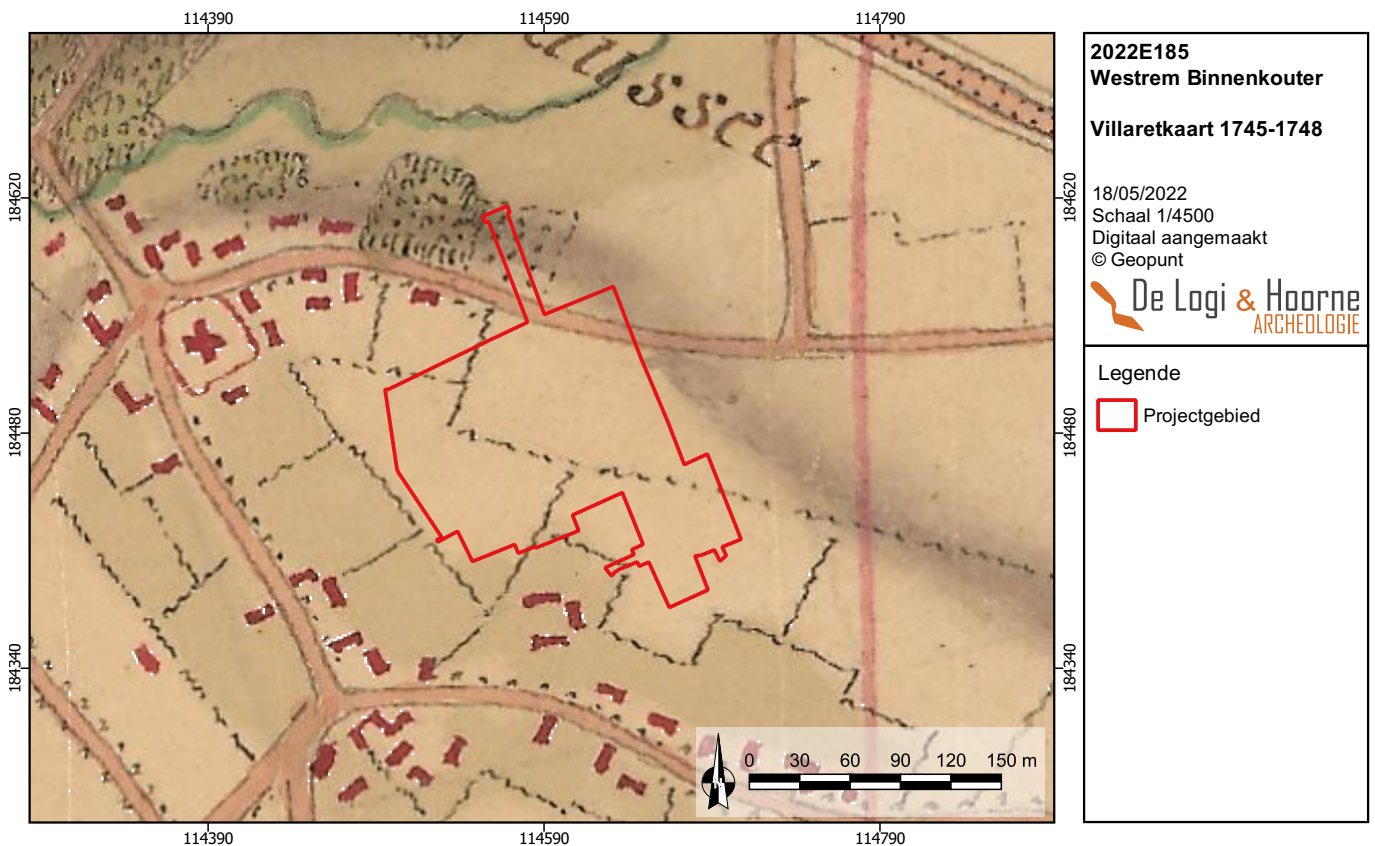 114390
114590
114790
184620
184480
184340
184620
184480
184340
114390
114590
114790
0 30 60 90 120 150 m
2022E185
Westrem Binnenkouter
Villaretkaart 1745-1748
18/05/2022
Schaal 1/4500
Digitaal aangemaakt
© Geopunt
De Logi & Hoorne
ARCHEOLOGIE
Legende
Projectgebied